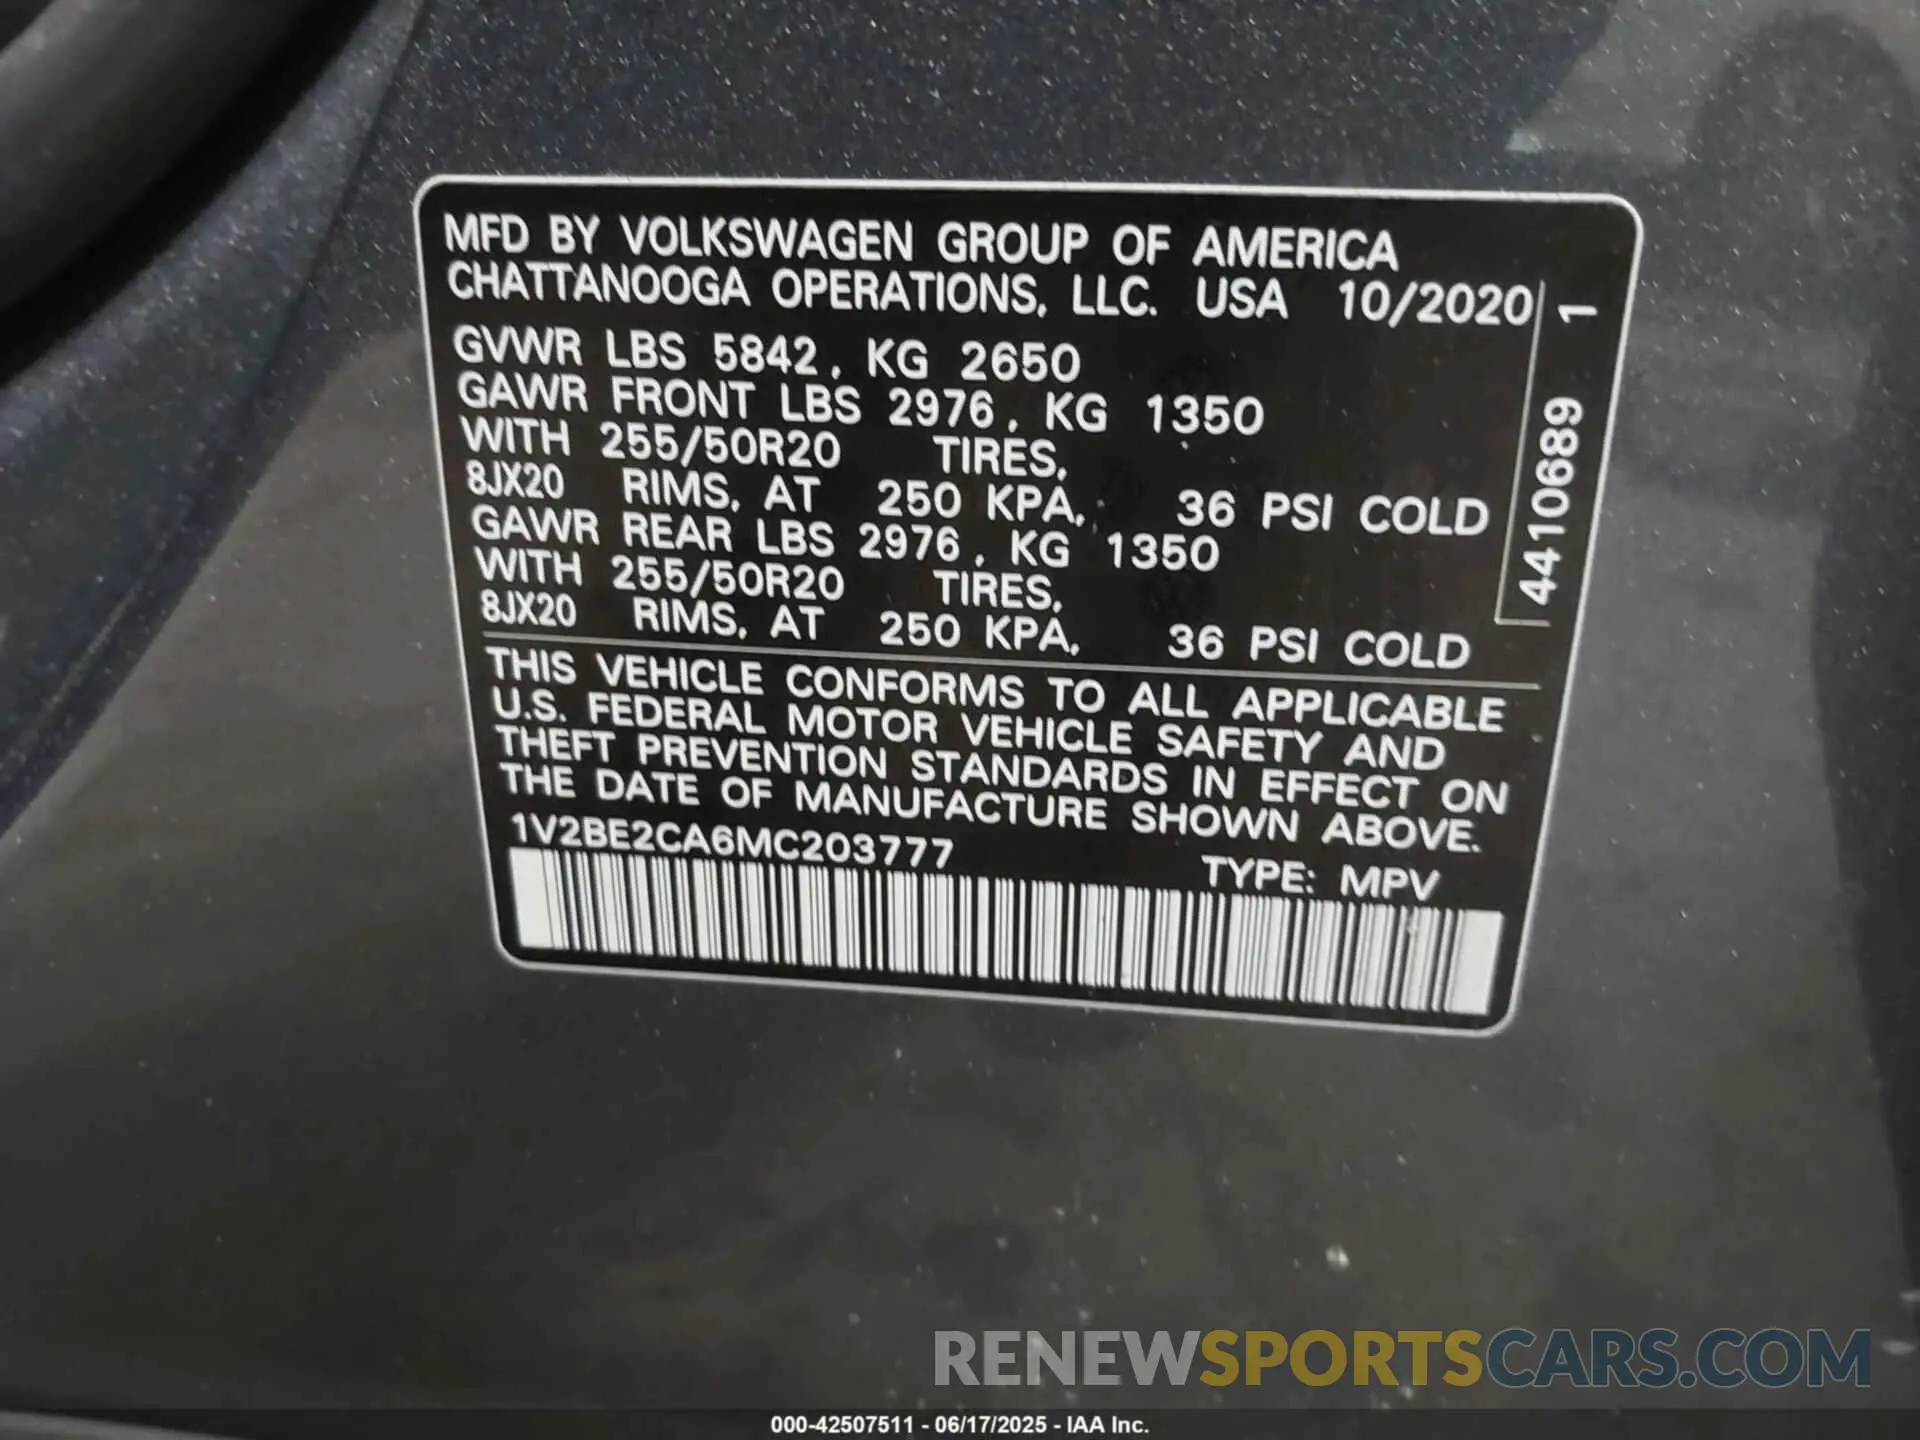 MFD BY VOLKSWAGEN GROUP OF AMERICA
CHATTANOOGA OPERATIONS, LLC. USA 10/2020
GVWR LBS 5842, KG 2650
GAWR FRONT LBS 2976, KG 1350
WITH 255/50R20 TIRES,
8JX20 RIMS, AT 250 KPA, 36 PSI COLD
GAWR REAR LBS 2976, KG 1350
WITH 255/50R20 TIRES,
8JX20 RIMS, AT 250 KPA, 36 PSI COLD
4410689 1
THIS VEHICLE CONFORMS TO ALL APPLICABLE
U.S. FEDERAL MOTOR VEHICLE SAFETY AND
THEFT PREVENTION STANDARDS IN EFFECT ON
THE DATE OF MANUFACTURE SHOWN ABOVE.
1V2BE2CA6MC203777
TYPE: MPV
RENEWSPORTSCARS.COM
000-42507511 - 06/17/2025 - IAA Inc.